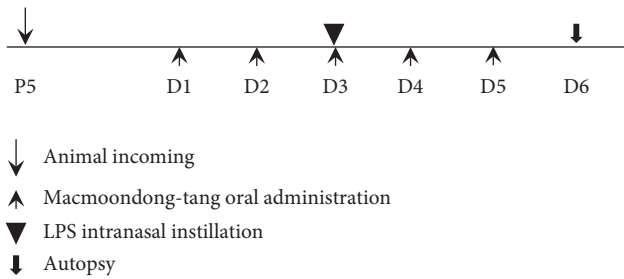 P5 D1 D2 D3 D4 D5 D6
Animal incoming
Macmoondong-tang oral administration
LPS intranasal instillation
Autopsy